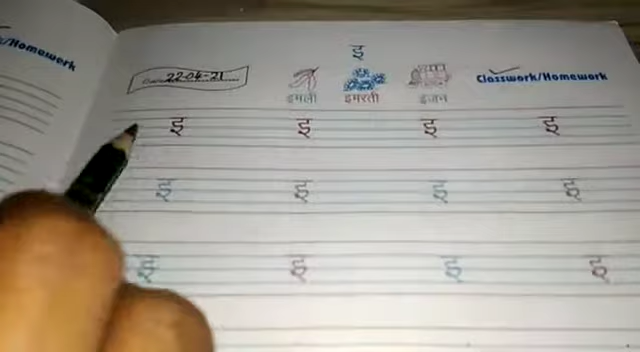 /Homework
इ
22-04-21
Classwork/Homework
इमली इमरती इंजन
इ इ इ इ
इ इ इ इ
इ इ इ इ